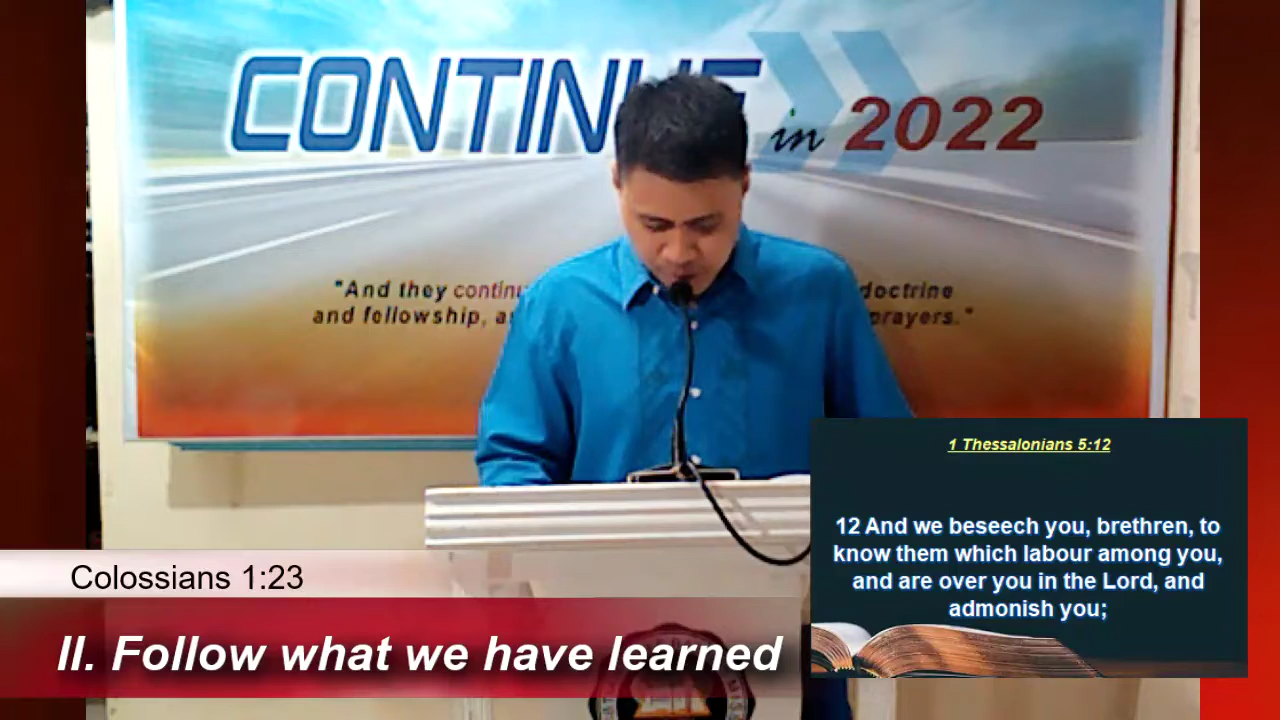 CONTINUE
in 2022
"And they continu doctrine
and fellowship, a prayers."
1 Thessalonians 5:12
12 And we beseech you, brethren, to
know them which labour among you,
and are over you in the Lord, and
admonish you;
Colossians 1:23
II. Follow what we have learned